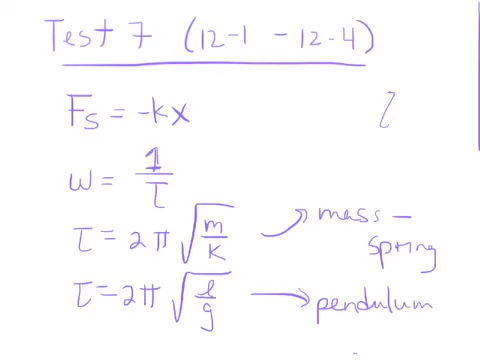 Test 7 (12-1 - 12-4)
Fs = -kx
ω = 1/τ
τ = 2π √(m/k) → mass - spring
τ = 2π √(l/g) → pendulum